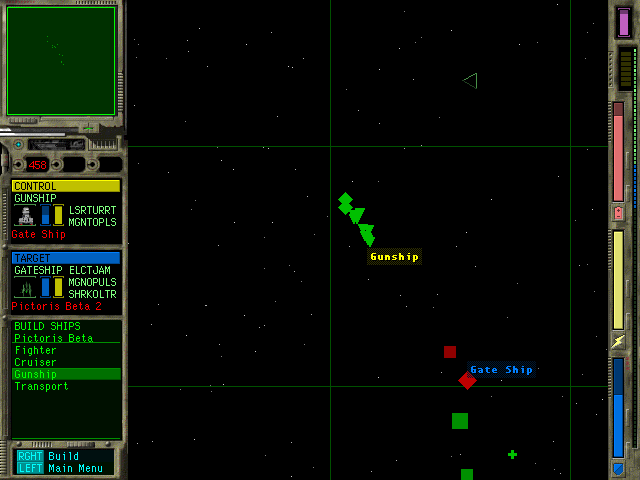 458
CONTROL
GUNSHIP
LSRTURRT
MGNTOPLS
Gate Ship
TARGET
GATESHIP ELCTJAM
MGNOPULS
SHRKOLTR
Pictoris Beta 2
BUILD SHIPS
Pictoris Beta
Fighter
Cruiser
Gunship
Transport
RGHT Build
LEFT Main Menu
Gunship
Gate Ship